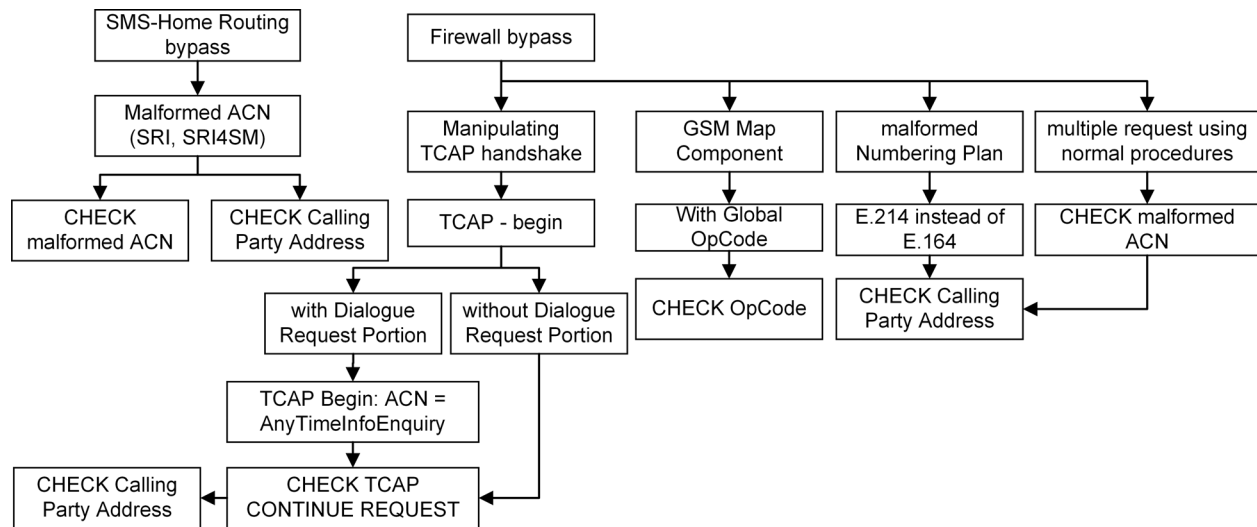 SMS-Home Routing
bypass
Firewall bypass
Malformed ACN
(SRI, SRI4SM)
Manipulating
TCAP handshake
GSM Map
Component
malformed
Numbering Plan
multiple request using
normal procedures
CHECK
malformed ACN
CHECK Calling
Party Address
TCAP - begin
With Global
OpCode
E.214 instead of
E.164
CHECK malformed
ACN
with Dialogue
Request Portion
without Dialogue
Request Portion
CHECK OpCode
CHECK Calling
Party Address
TCAP Begin: ACN =
AnyTimeInfoEnquiry
CHECK Calling
Party Address
CHECK TCAP
CONTINUE REQUEST